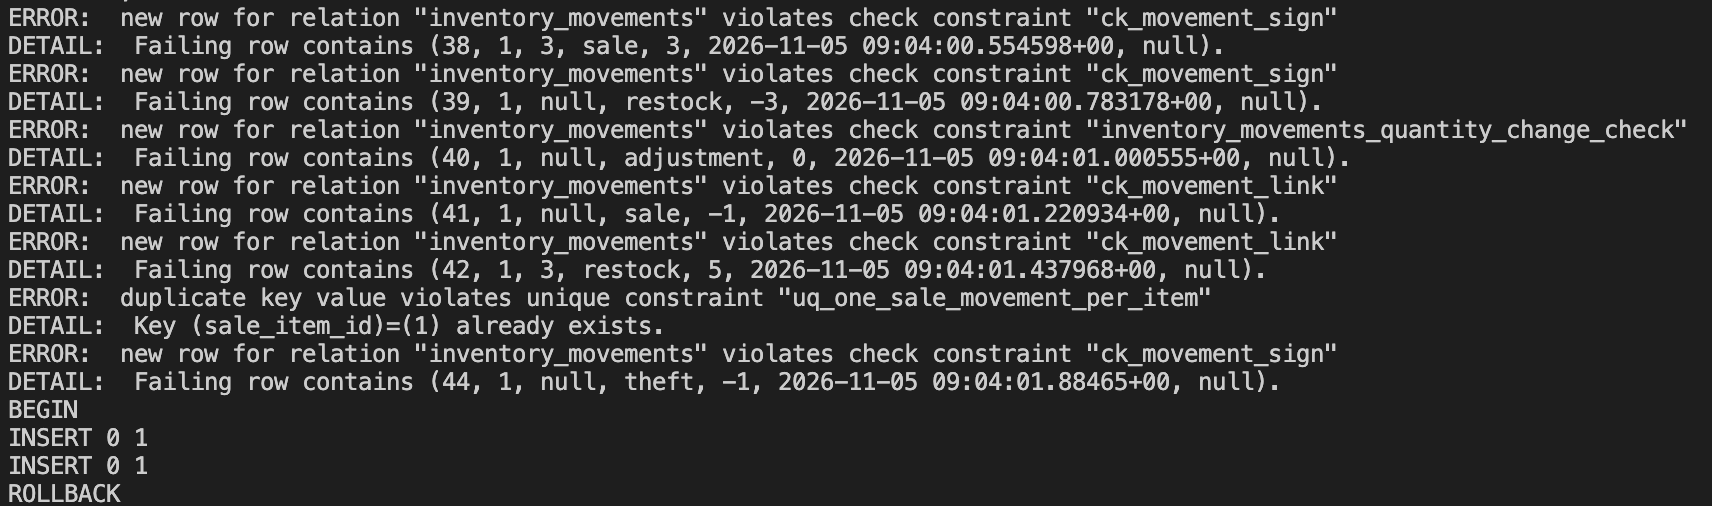 ERROR:  new row for relation "inventory_movements" violates check constraint "ck_movement_sign"
DETAIL:  Failing row contains (38, 1, 3, sale, 3, 2026-11-05 09:04:00.554598+00, null).
ERROR:  new row for relation "inventory_movements" violates check constraint "ck_movement_sign"
DETAIL:  Failing row contains (39, 1, null, restock, -3, 2026-11-05 09:04:00.783178+00, null).
ERROR:  new row for relation "inventory_movements" violates check constraint "inventory_movements_quantity_change_check"
DETAIL:  Failing row contains (40, 1, null, adjustment, 0, 2026-11-05 09:04:01.000555+00, null).
ERROR:  new row for relation "inventory_movements" violates check constraint "ck_movement_link"
DETAIL:  Failing row contains (41, 1, null, sale, -1, 2026-11-05 09:04:01.220934+00, null).
ERROR:  new row for relation "inventory_movements" violates check constraint "ck_movement_link"
DETAIL:  Failing row contains (42, 1, 3, restock, 5, 2026-11-05 09:04:01.437968+00, null).
ERROR:  duplicate key value violates unique constraint "uq_one_sale_movement_per_item"
DETAIL:  Key (sale_item_id)=(1) already exists.
ERROR:  new row for relation "inventory_movements" violates check constraint "ck_movement_sign"
DETAIL:  Failing row contains (44, 1, null, theft, -1, 2026-11-05 09:04:01.88465+00, null).
BEGIN
INSERT 0 1
INSERT 0 1
ROLLBACK